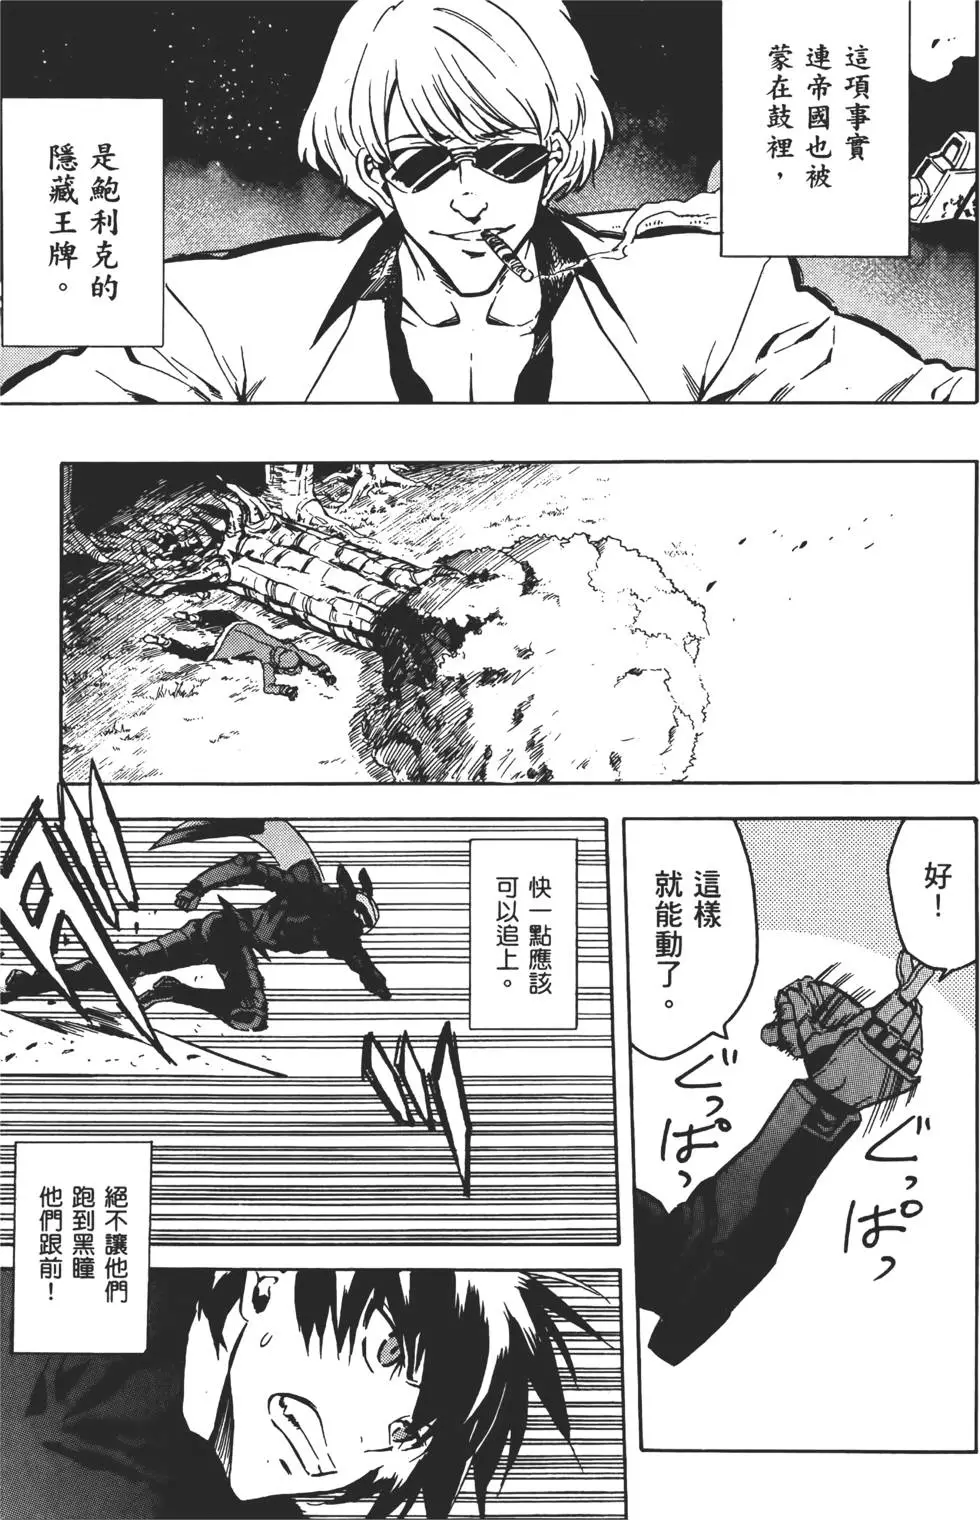 這項事實
連帝國也被
蒙在鼓裡，
是鮑利克的
隱藏王牌。
好！
這樣
就能動了。
ぐっ
ぱっ
ぐっ
ぱっ
快一點應該
可以追上。
絕不讓他們
跑到黑瞳
他們跟前！